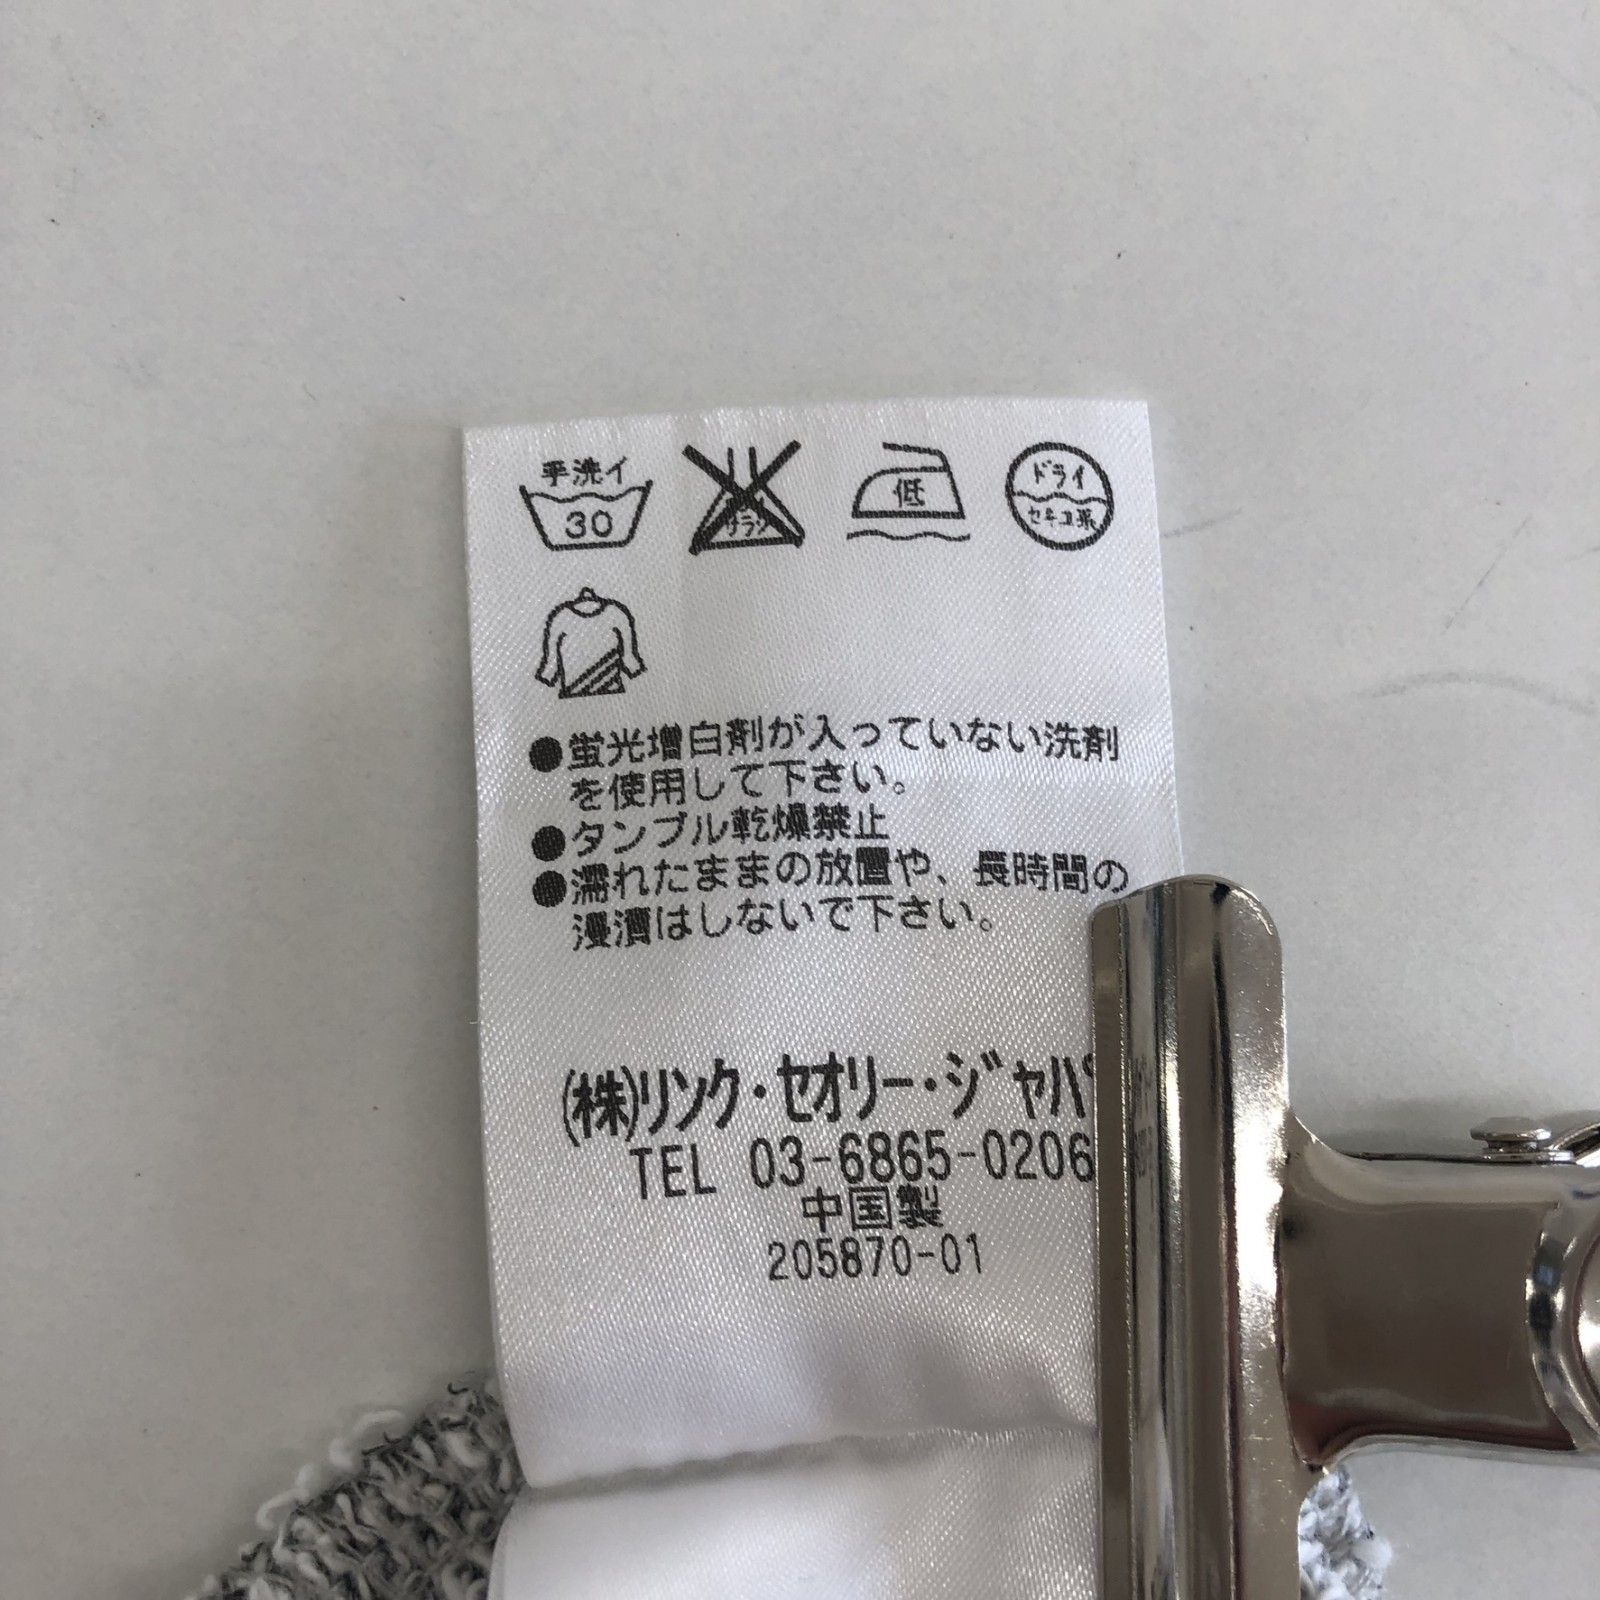 手洗イ
30
サラシ
低
ドライ
セキユ系
●蛍光増白剤が入っていない洗剤
を使用して下さい。
●タンブル乾燥禁止
●濡れたままの放置や、長時間の
浸漬はしないで下さい。
(株)リンク・セオリー・ジャパ
TEL 03-6865-0206
中国製
205870-01